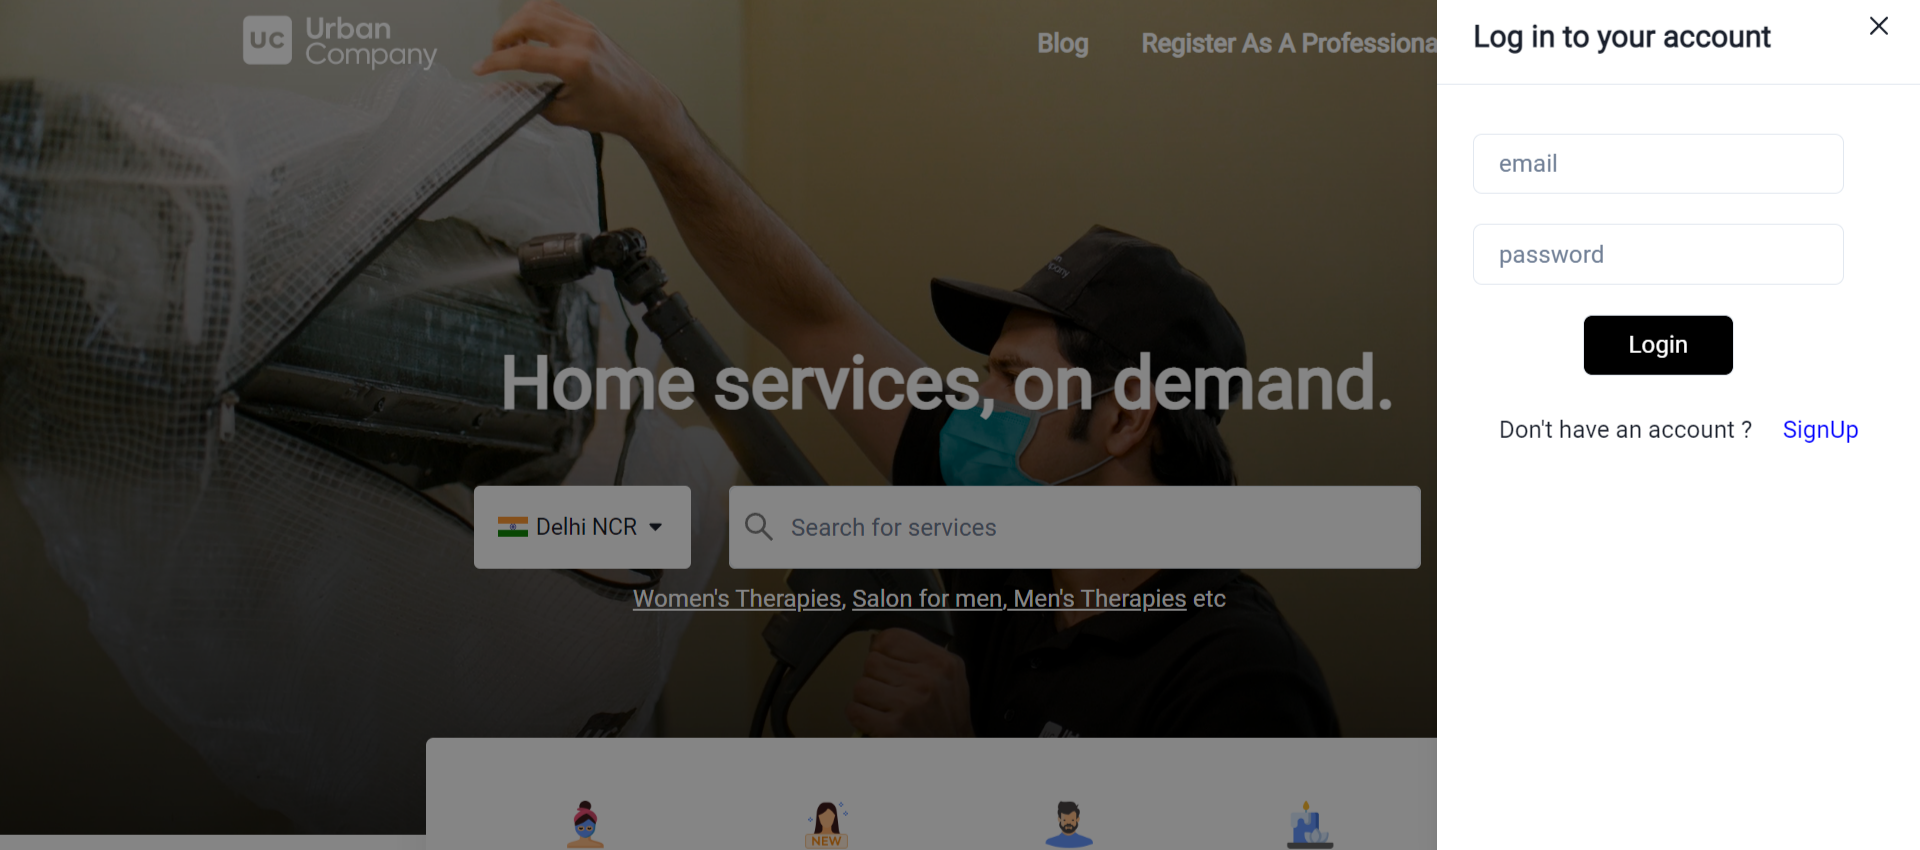 UC Urban Company
Blog
Register As A Professiona
Log in to your account
email
password
Login
Don't have an account ? SignUp
Home services, on demand.
Delhi NCR
Search for services
Women's Therapies, Salon for men, Men's Therapies etc
NEW